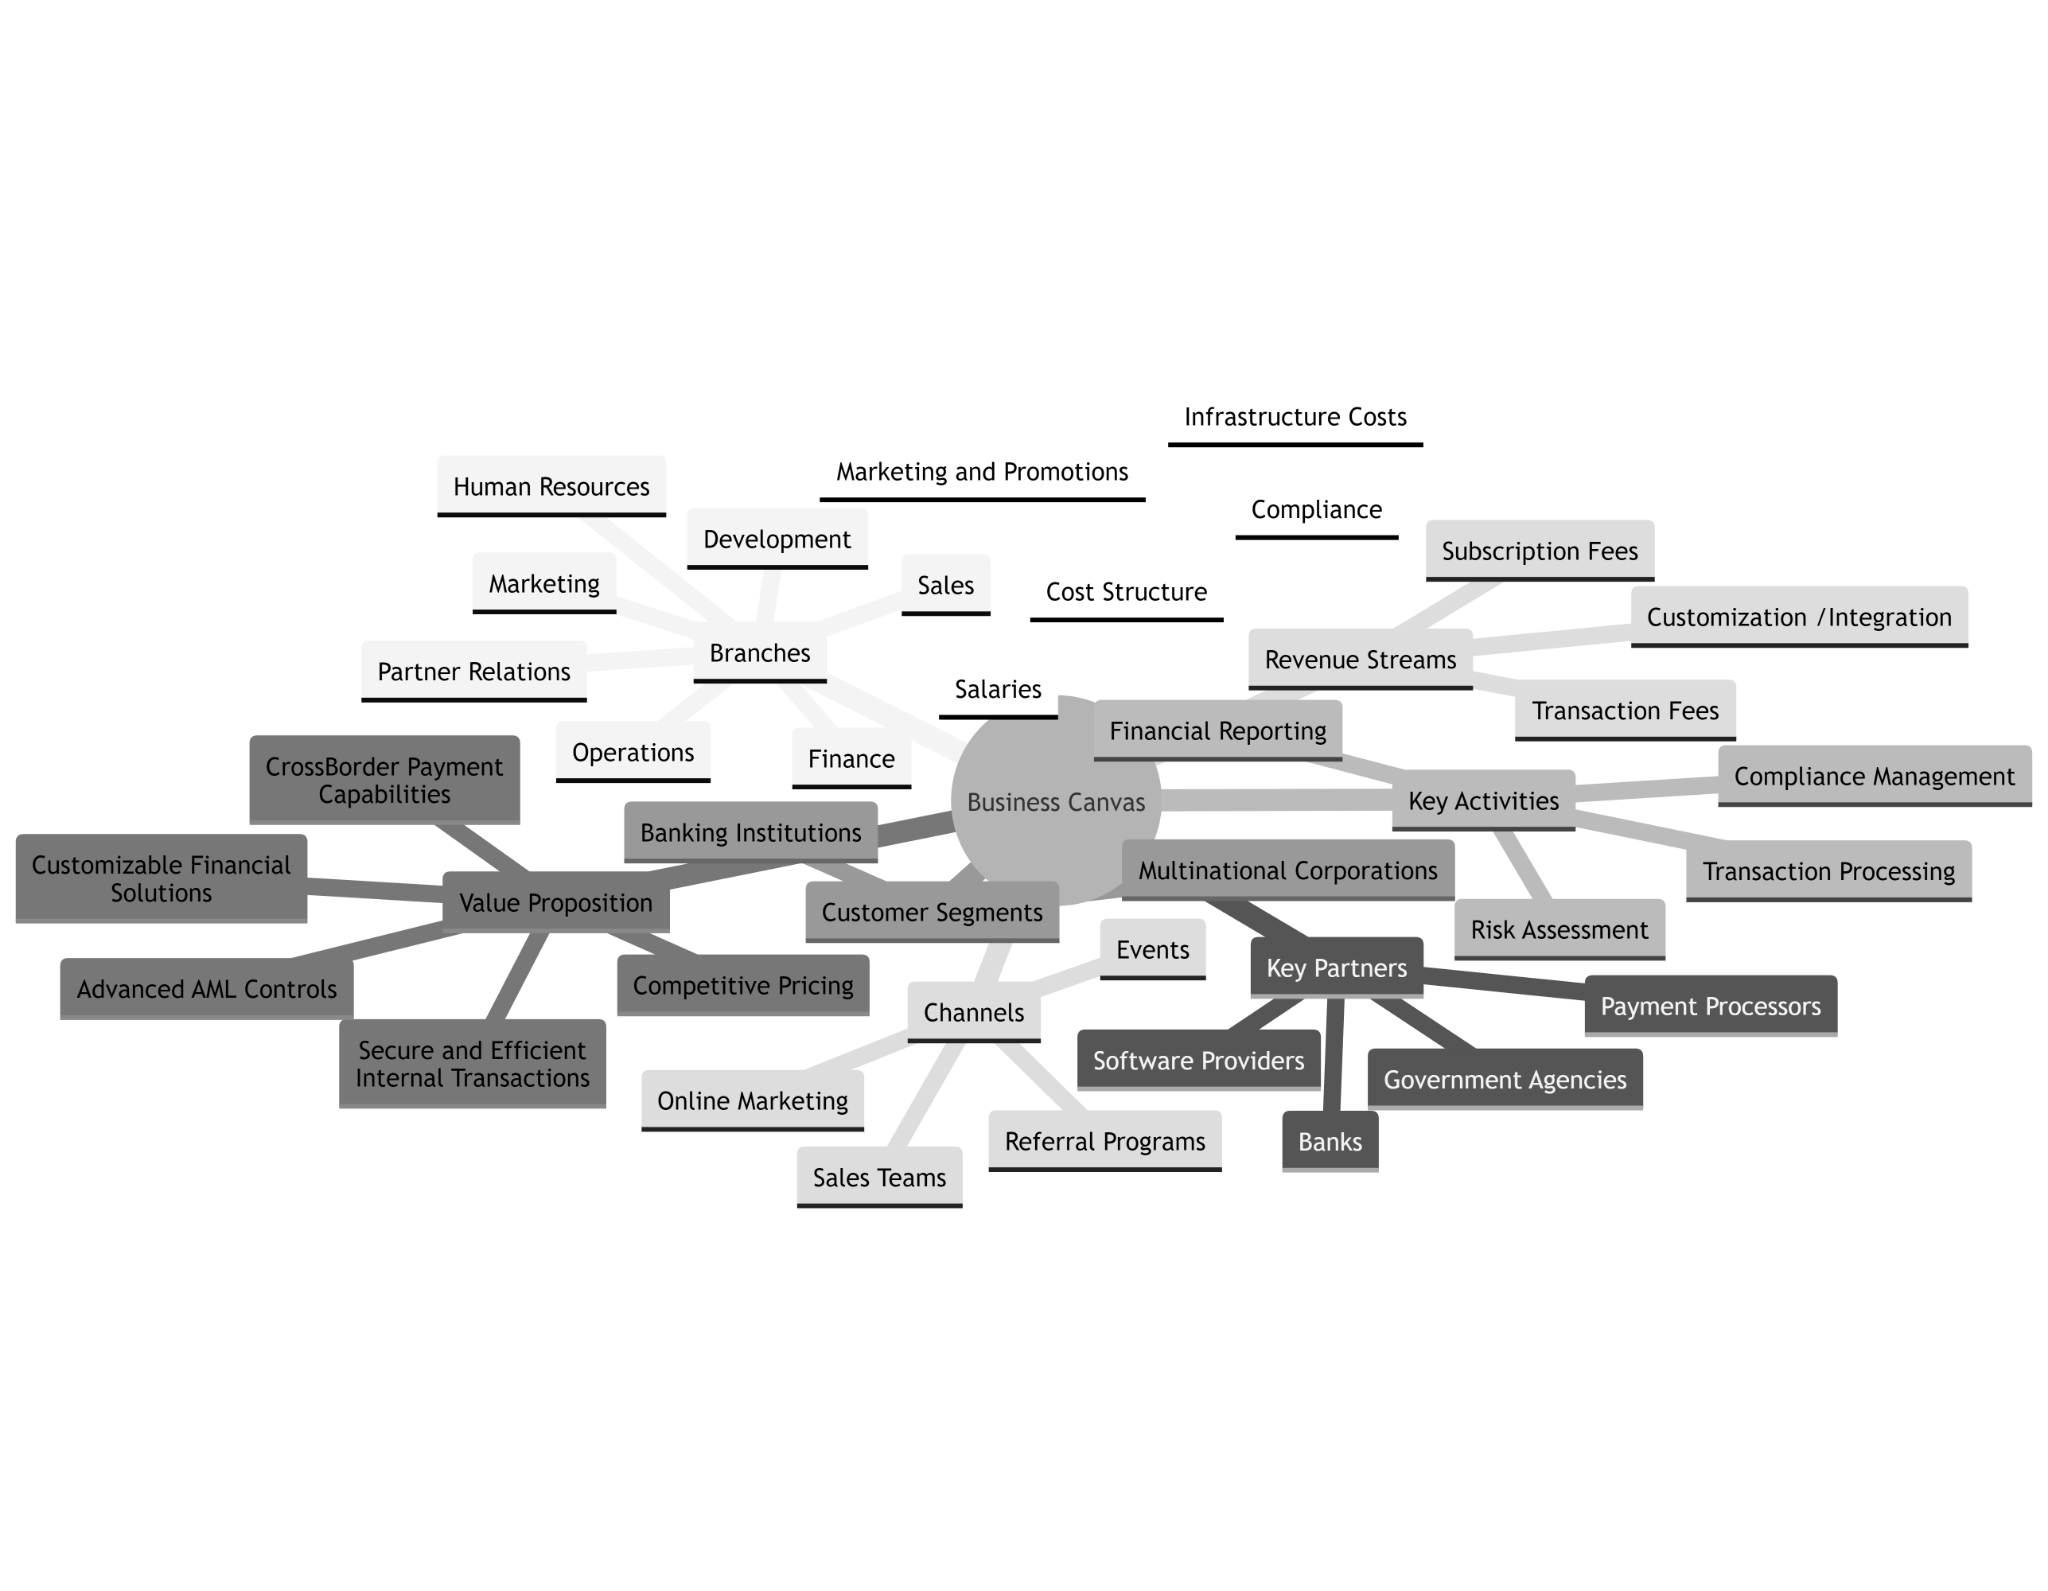 Infrastructure Costs
Marketing and Promotions
Human Resources
Compliance
Development
Subscription Fees
Marketing
Sales
Cost Structure
Customization /Integration
Branches
Revenue Streams
Partner Relations
Salaries
Transaction Fees
Financial Reporting
Operations
Finance
CrossBorder Payment
Capabilities
Compliance Management
Business Canvas
Key Activities
Banking Institutions
Customizable Financial
Solutions
Multinational Corporations
Transaction Processing
Value Proposition
Customer Segments
Risk Assessment
Events
Key Partners
Advanced AML Controls
Competitive Pricing
Payment Processors
Channels
Secure and Efficient
Internal Transactions
Software Providers
Government Agencies
Online Marketing
Referral Programs
Banks
Sales Teams